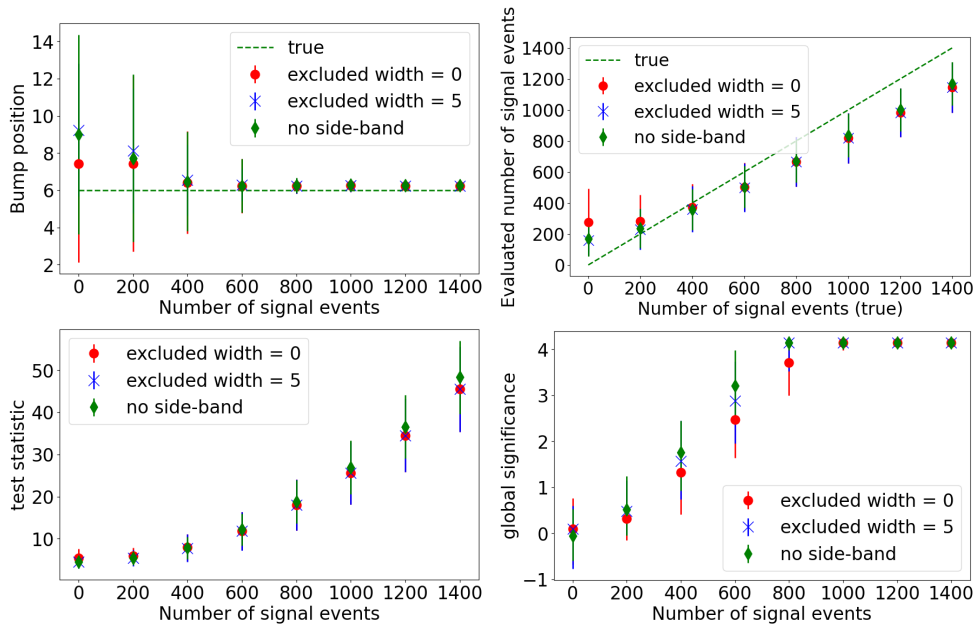 Bump position
14
12
10
8
6
4
2
true
excluded width = 0
excluded width = 5
no side-band
0 200 400 600 800 1000 1200 1400
Number of signal events
Evaluated number of signal events
1400
1200
1000
800
600
400
200
0
true
excluded width = 0
excluded width = 5
no side-band
0 200 400 600 800 1000 1200 1400
Number of signal events (true)
test statistic
50
40
30
20
10
excluded width = 0
excluded width = 5
no side-band
0 200 400 600 800 1000 1200 1400
Number of signal events
global significance
4
3
2
1
0
−1
excluded width = 0
excluded width = 5
no side-band
0 200 400 600 800 1000 1200 1400
Number of signal events